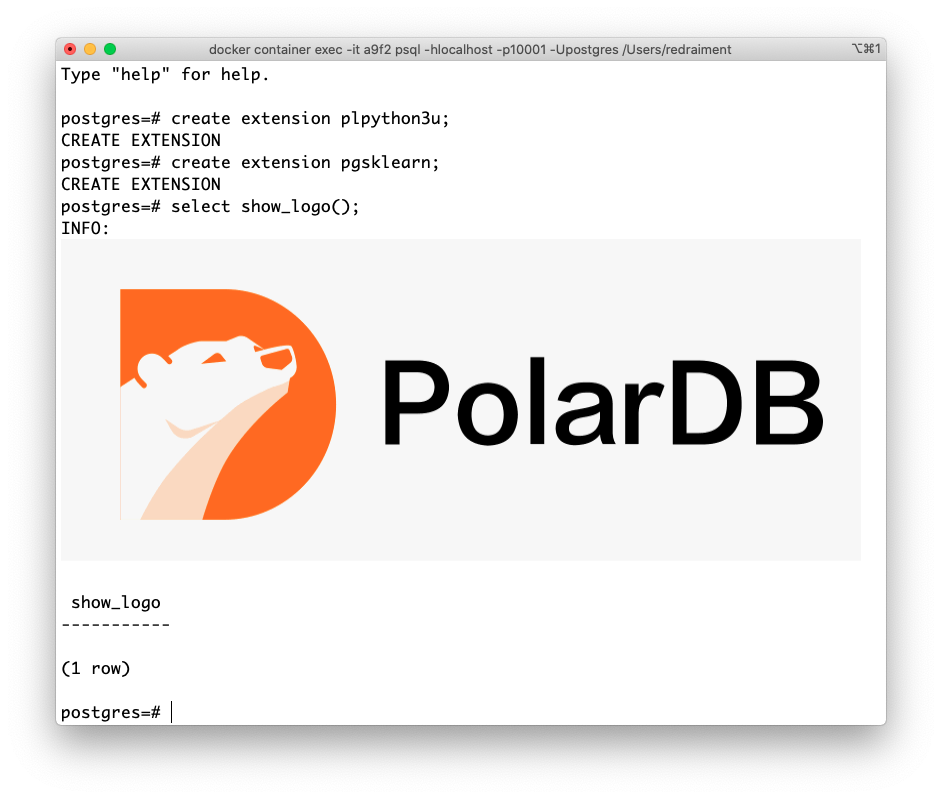 docker container exec -it a9f2 psql -hlocalhost -p10001 -Upostgres /Users/redraiment
⌥⌘1
Type "help" for help.
postgres=# create extension plpython3u;
CREATE EXTENSION
postgres=# create extension pgsklearn;
CREATE EXTENSION
postgres=# select show_logo();
INFO:
PolarDB
show_logo
-----------
(1 row)
postgres=#